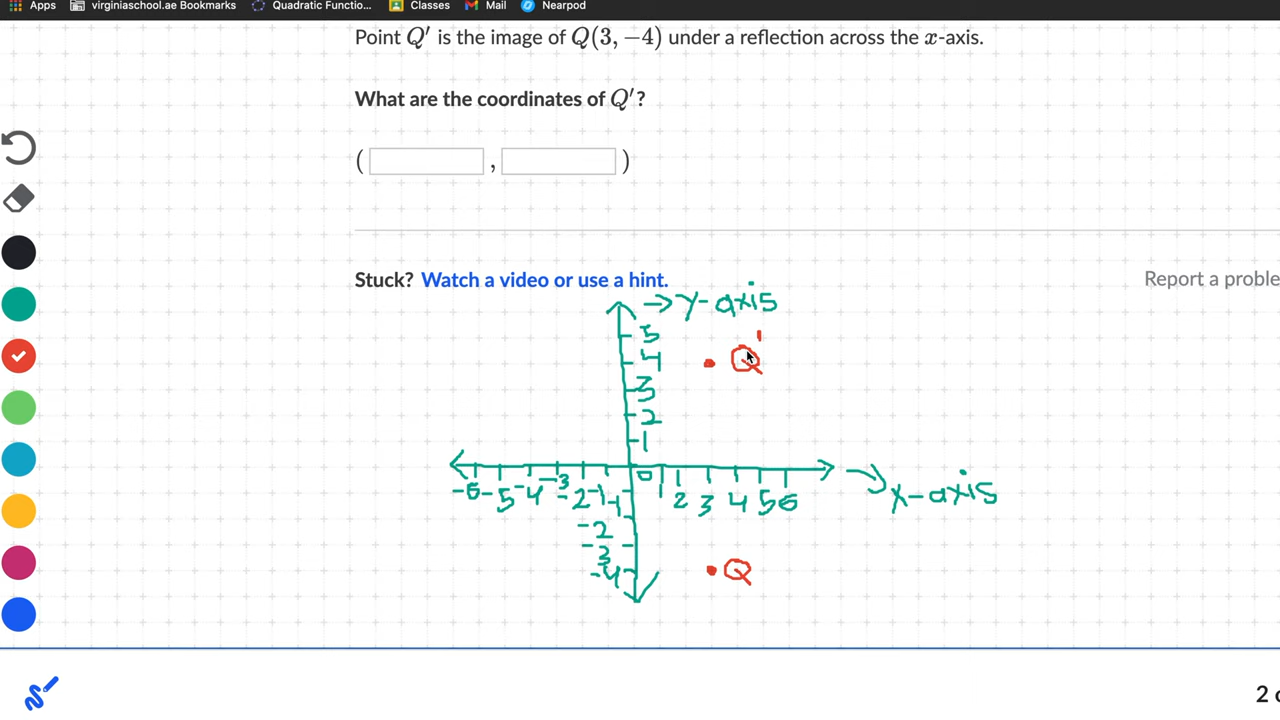 Apps virginiaschool.ae Bookmarks Quadratic Functio... Classes Mail Nearpod
Point Q′ is the image of Q(3, −4) under a reflection across the x-axis.
What are the coordinates of Q′?
( , )
Stuck? Watch a video or use a hint.
Report a proble
→ y-axis
5
4
3
2
1
Q'
-6 -5 -4 -3 -2 -1 0 1 2 3 4 5 6
→ x-axis
-1
-2
-3
-4
Q
2 o